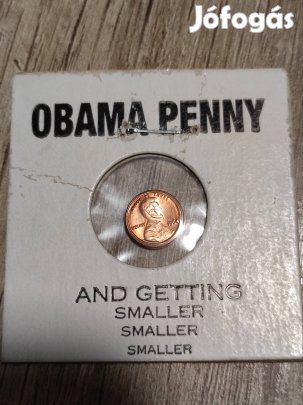 Jófogás
OBAMA PENNY
AND GETTING
SMALLER
SMALLER
SMALLER